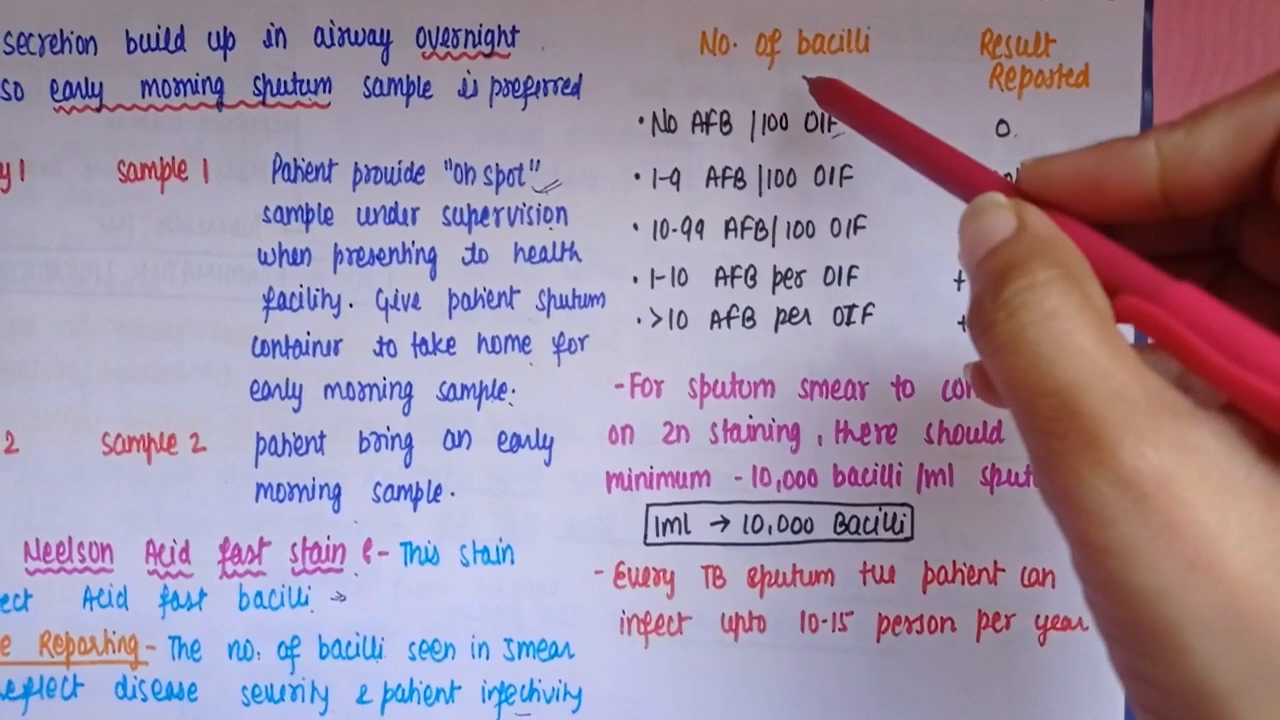 secretion build up in airway overnight
so early morning sputum sample is preferred
y 1 sample 1 Patient provide "on spot"
sample under supervision
when presenting to health
facility. Give patient sputum
container to take home for
early morning sample.
2 sample 2 patient bring an early
morning sample.
Neelson Acid fast stain :- This stain
ect Acid fast bacilli →
e Reporting - The no. of bacilli seen in smear
eflect disease severity & patient infectivity
No. of bacilli Result
Reported
• No AFB /100 OIF 0.
• 1-9 AFB/100 OIF
• 10-99 AFB/100 OIF
• 1-10 AFB per OIF +
• >10 AFB per OIF +
- For sputum smear to
on Zn staining, there should
minimum - 10,000 bacilli /ml
1ml → 10,000 Bacilli
- Every TB sputum +ve patient can
infect upto 10-15 person per year